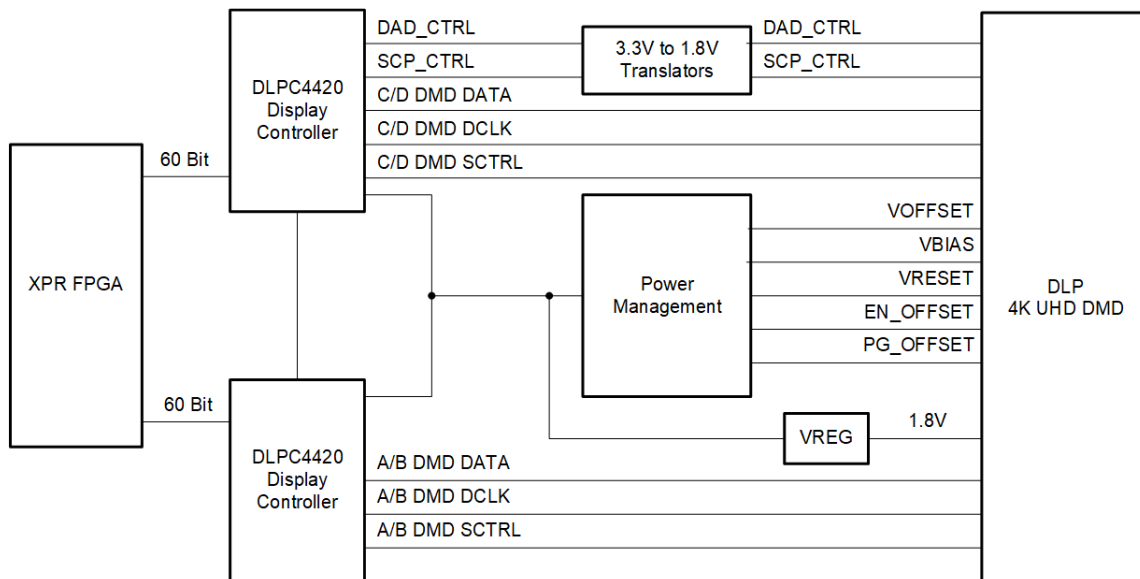 DAD_CTRL
SCP_CTRL
C/D DMD DATA
C/D DMD DCLK
C/D DMD SCTRL
DLPC4420
Display
Controller
3.3V to 1.8V
Translators
DAD_CTRL
SCP_CTRL
60 Bit
XPR FPGA
60 Bit
Power
Management
VOFFSET
VBIAS
VRESET
EN_OFFSET
PG_OFFSET
DLP
4K UHD DMD
VREG
1.8V
DLPC4420
Display
Controller
A/B DMD DATA
A/B DMD DCLK
A/B DMD SCTRL